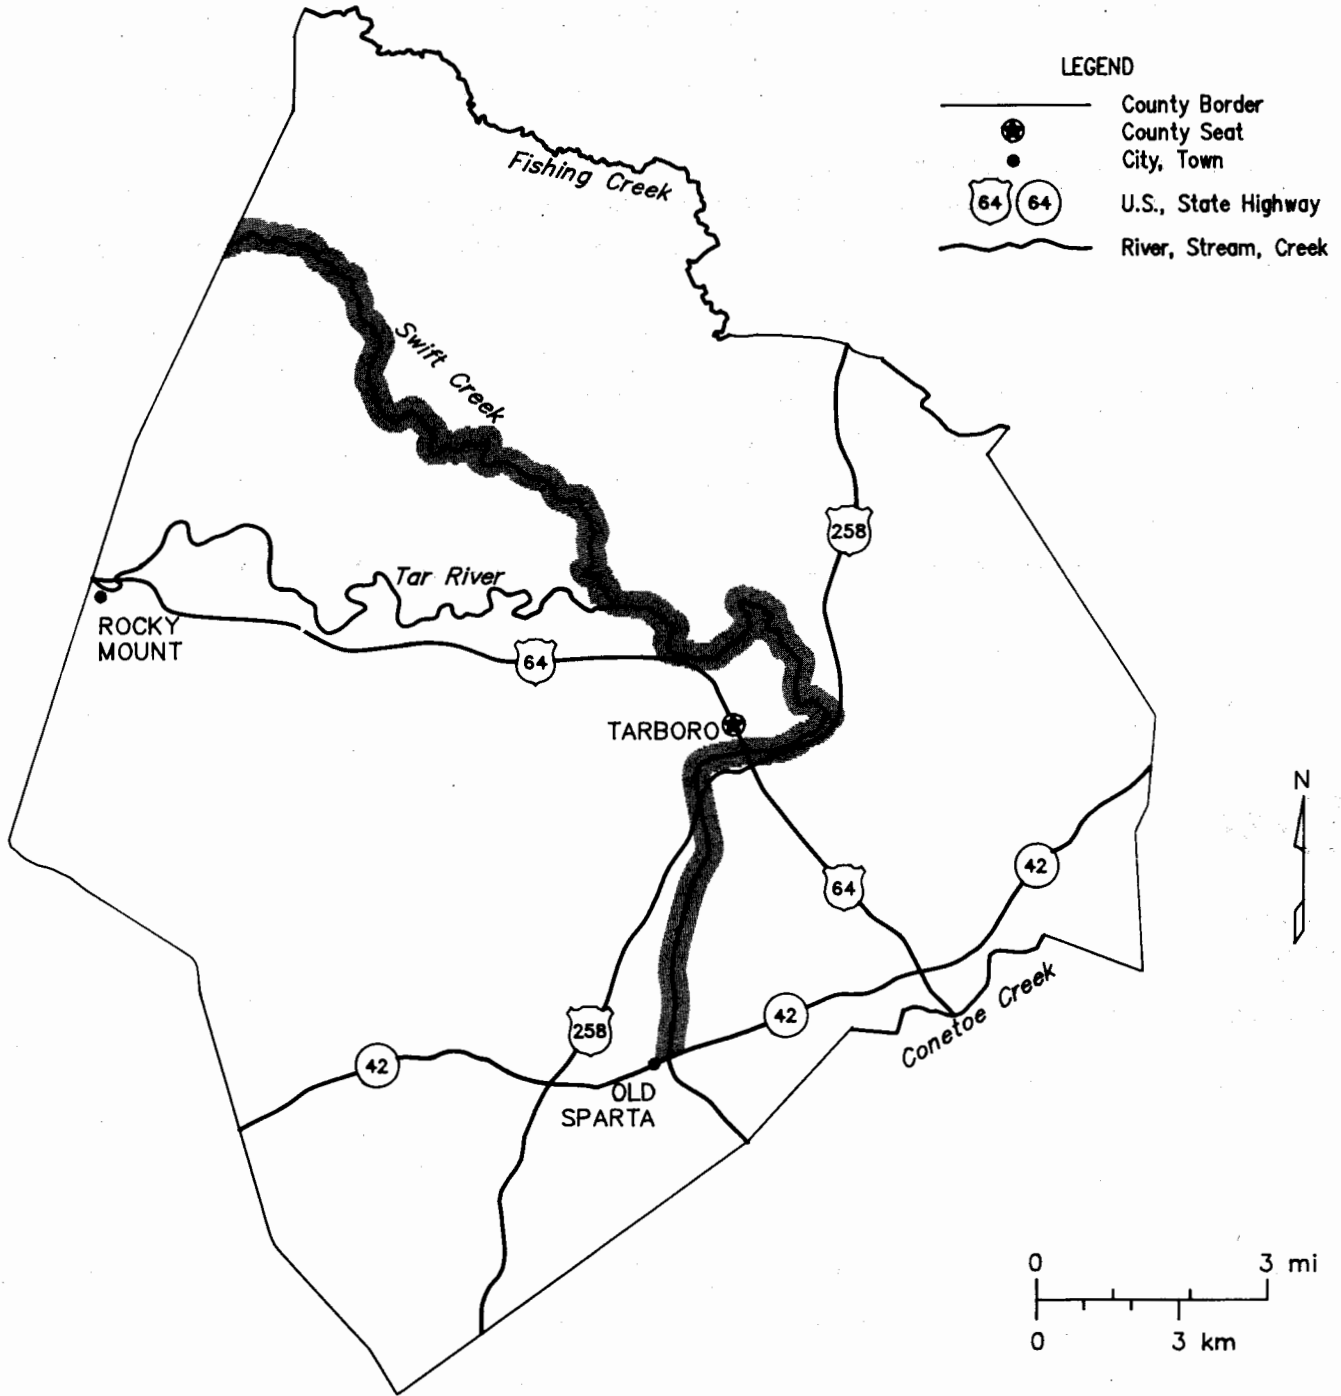 LEGEND
County Border
County Seat
City, Town
64 64 U.S., State Highway
River, Stream, Creek
Fishing Creek
Swift Creek
258
Tar River
ROCKY
MOUNT
64
TARBORO
N
42
64
Conetoe Creek
42
258
42
OLD
SPARTA
0 3 mi
0 3 km